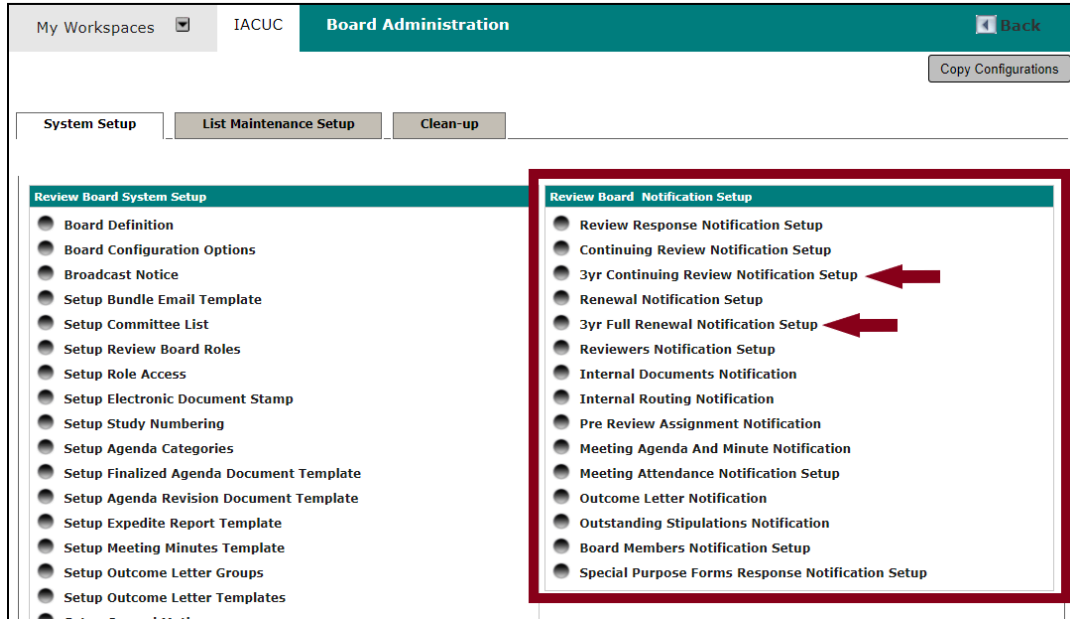 My Workspaces IACUC Board Administration Back
Copy Configurations
System Setup List Maintenance Setup Clean-up
Review Board System Setup
Board Definition
Board Configuration Options
Broadcast Notice
Setup Bundle Email Template
Setup Committee List
Setup Review Board Roles
Setup Role Access
Setup Electronic Document Stamp
Setup Study Numbering
Setup Agenda Categories
Setup Finalized Agenda Document Template
Setup Agenda Revision Document Template
Setup Expedite Report Template
Setup Meeting Minutes Template
Setup Outcome Letter Groups
Setup Outcome Letter Templates
Review Board Notification Setup
Review Response Notification Setup
Continuing Review Notification Setup
3yr Continuing Review Notification Setup
Renewal Notification Setup
3yr Full Renewal Notification Setup
Reviewers Notification Setup
Internal Documents Notification
Internal Routing Notification
Pre Review Assignment Notification
Meeting Agenda And Minute Notification
Meeting Attendance Notification Setup
Outcome Letter Notification
Outstanding Stipulations Notification
Board Members Notification Setup
Special Purpose Forms Response Notification Setup